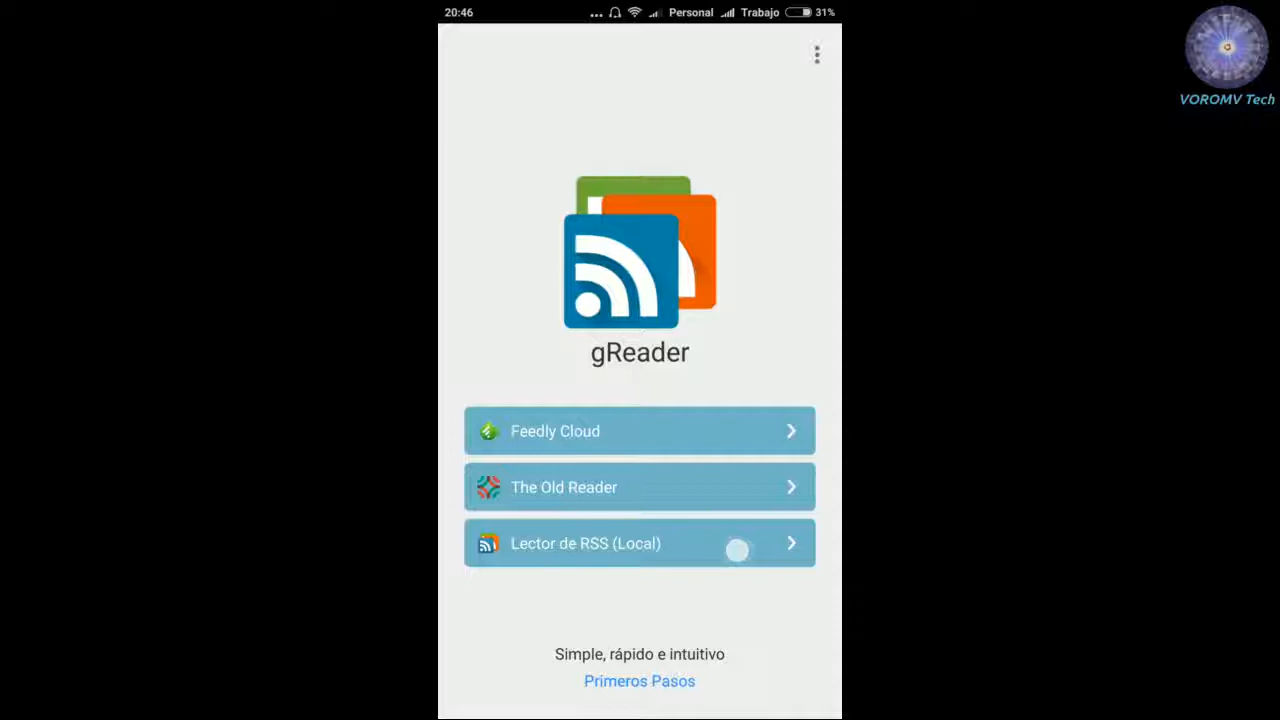 20:46 ... Personal Trabajo 31%
VOROMV Tech
gReader
Feedly Cloud
The Old Reader
Lector de RSS (Local)
Simple, rápido e intuitivo
Primeros Pasos